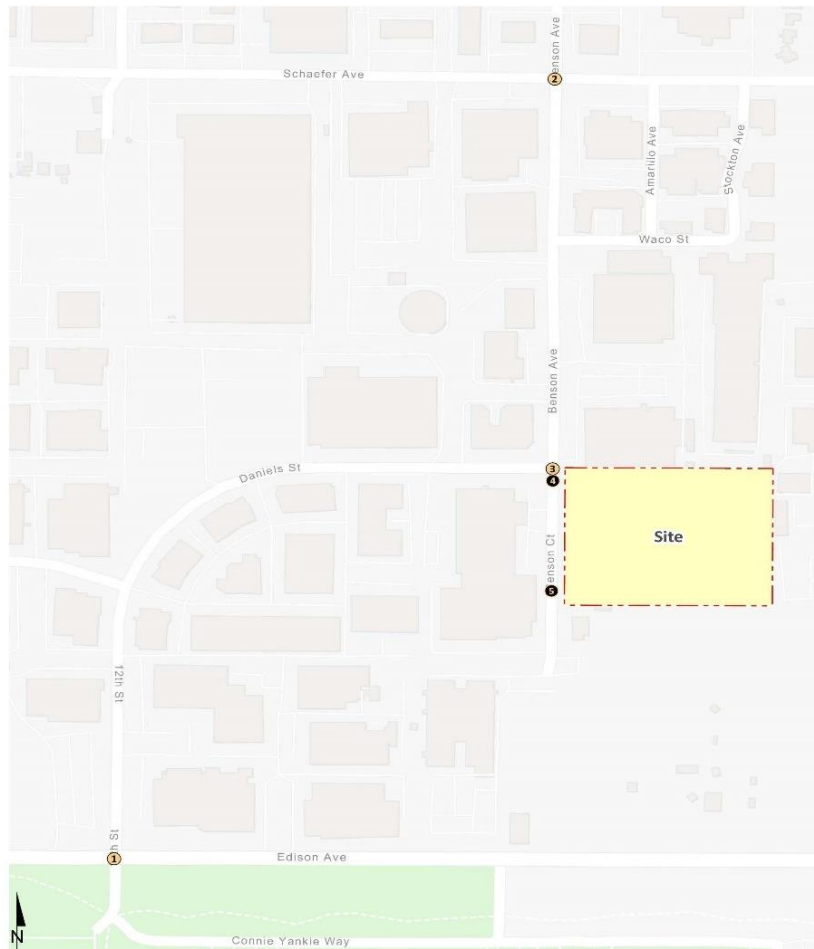 enson Ave
Schaefer Ave
2
Amarillo Ave
Stockton Ave
Waco St
Benson Ave
Daniels St
3
4
Site
enson Ct
5
12th St
h St
1
Edison Ave
Connie Yankie Way
N